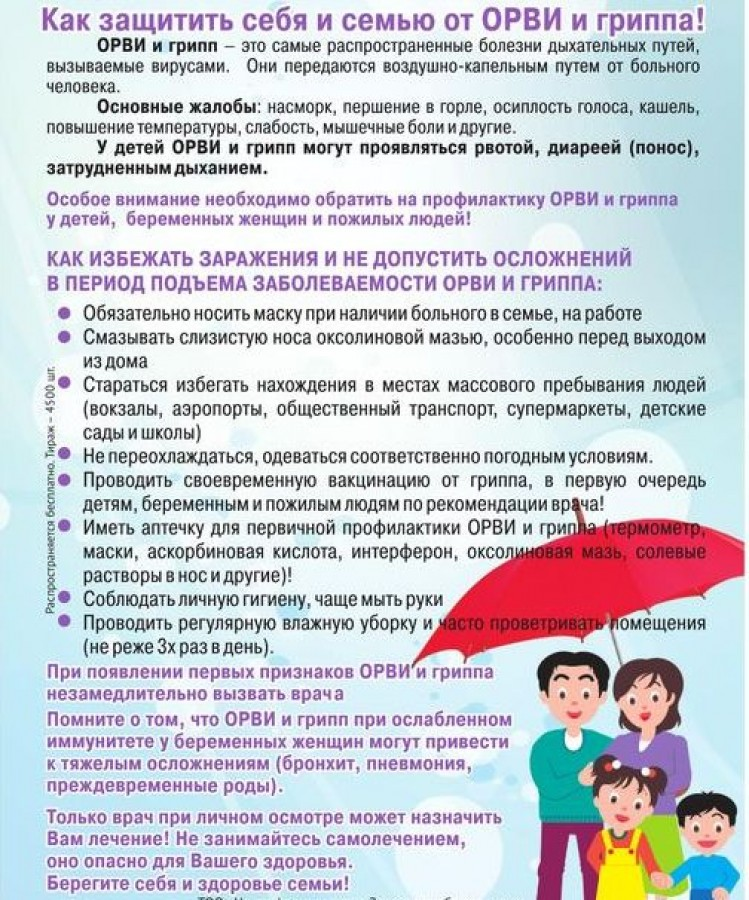 Как защитить себя и семью от ОРВИ и гриппа!
ОРВИ и грипп – это самые распространенные болезни дыхательных путей,
вызываемые вирусами. Они передаются воздушно-капельным путем от больного
человека.
Основные жалобы: насморк, першение в горле, осиплость голоса, кашель,
повышение температуры, слабость, мышечные боли и другие.
У детей ОРВИ и грипп могут проявляться рвотой, диареей (понос),
затрудненным дыханием.
Особое внимание необходимо обратить на профилактику ОРВИ и гриппа
у детей, беременных женщин и пожилых людей!
КАК ИЗБЕЖАТЬ ЗАРАЖЕНИЯ И НЕ ДОПУСТИТЬ ОСЛОЖНЕНИЙ
В ПЕРИОД ПОДЪЕМА ЗАБОЛЕВАЕМОСТИ ОРВИ И ГРИППА:
● Обязательно носить маску при наличии больного в семье, на работе
● Смазывать слизистую носа оксолиновой мазью, особенно перед выходом
из дома
● Стараться избегать нахождения в местах массового пребывания людей
(вокзалы, аэропорты, общественный транспорт, супермаркеты, детские
сады и школы)
● Не переохлаждаться, одеваться соответственно погодным условиям.
● Проводить своевременную вакцинацию от гриппа, в первую очередь
детям, беременным и пожилым людям по рекомендации врача!
● Иметь аптечку для первичной профилактики ОРВИ и гриппа (термометр,
маски, аскорбиновая кислота, интерферон, оксолиновая мазь, солевые
растворы в нос и другие)!
● Соблюдать личную гигиену, чаще мыть руки
● Проводить регулярную влажную уборку и часто проветривать помещения
(не реже 3х раз в день).
При появлении первых признаков ОРВИ и гриппа
незамедлительно вызвать врача
Помните о том, что ОРВИ и грипп при ослабленном
иммунитете у беременных женщин могут привести
к тяжелым осложнениям (бронхит, пневмония,
преждевременные роды).
Только врач при личном осмотре может назначить
Вам лечение! Не занимайтесь самолечением,
оно опасно для Вашего здоровья.
Берегите себя и здоровье семьи!
Распространяется бесплатно. Тираж – 4500 шт.